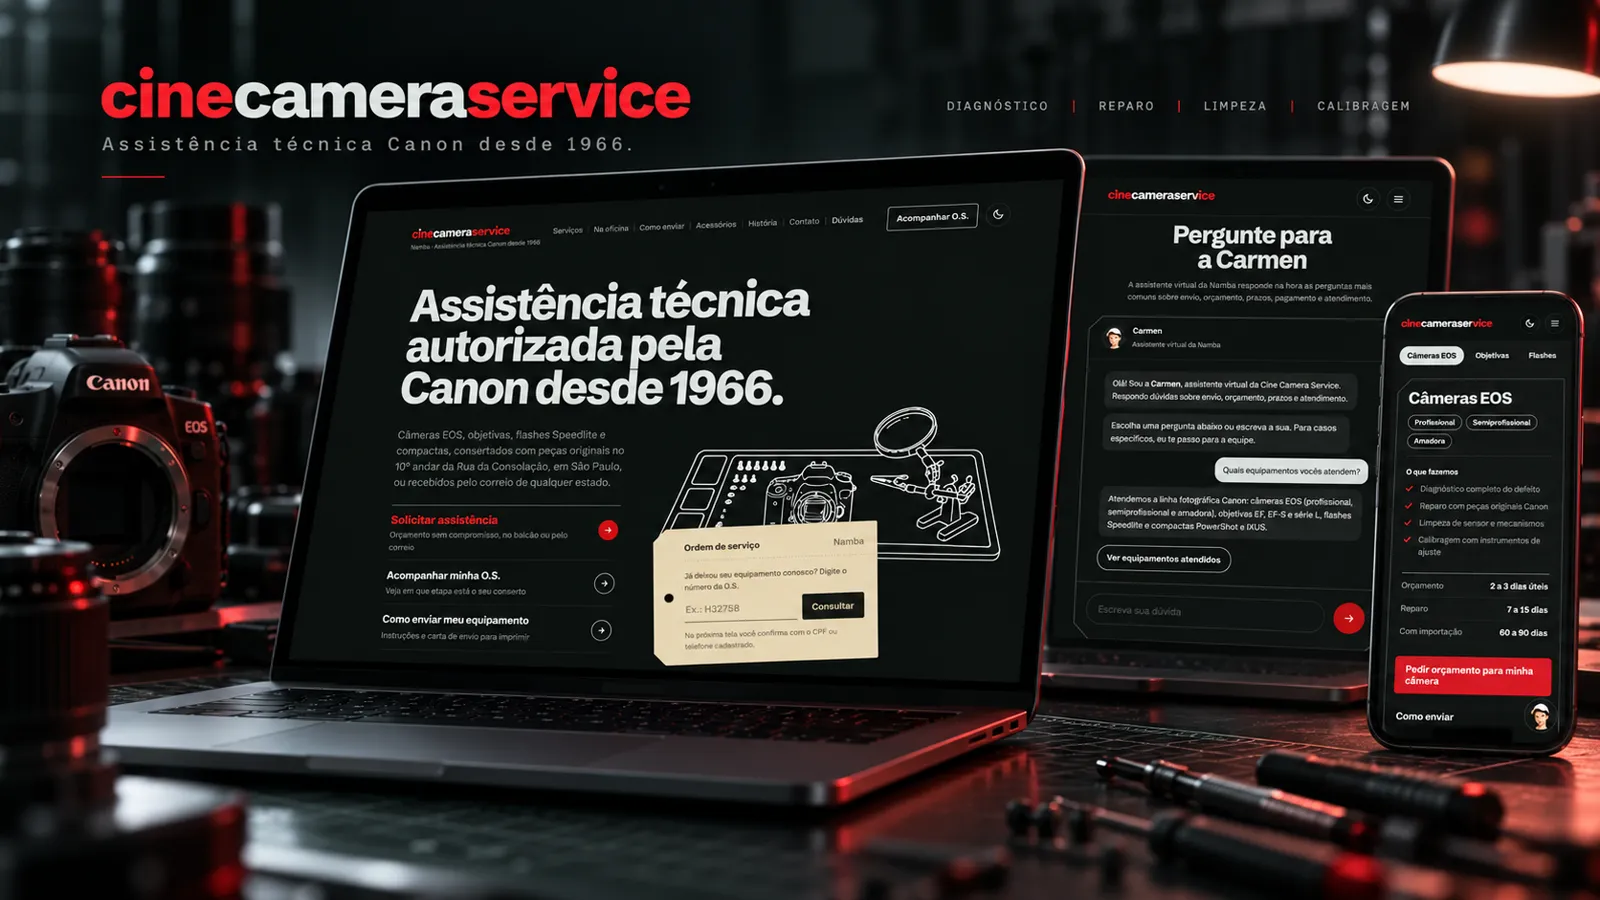 cinecameraservice
Assistência técnica Canon desde 1966.
DIAGNÓSTICO | REPARO | LIMPEZA | CALIBRAGEM
Canon
EOS
cinecameraservice
Namba - Assistência técnica Canon desde 1966
Serviços | Na oficina | Como enviar | Acessórios | História | Contato | Dúvidas
Acompanhar O.S.
Assistência técnica
autorizada pela
Canon desde 1966.
Câmeras EOS, objetivas, flashes Speedlite e
compactas, consertados com peças originais no
10º andar da Rua da Consolação, em São Paulo,
ou recebidos pelo correio de qualquer estado.
Solicitar assistência
Orçamento sem compromisso, no balcão ou pelo
correio
Acompanhar minha O.S.
Veja em que etapa está o seu conserto
Como enviar meu equipamento
Instruções e carta de envio para imprimir
Ordem de serviço
Namba
Já deixou seu equipamento conosco? Digite o
número da O.S.
Ex.: H32758
Consultar
Na próxima tela você confirma com o CPF ou
telefone cadastrado.
cinecameraservice
Pergunte para
a Carmen
A assistente virtual da Namba responde na hora as perguntas mais
comuns sobre envio, orçamento, prazos, pagamento e atendimento.
Carmen
Assistente virtual da Namba
Olá! Sou a Carmen, assistente virtual da Cine Camera Service.
Respondo dúvidas sobre envio, orçamento, prazos e atendimento.
Escolha uma pergunta abaixo ou escreva a sua. Para casos
específicos, eu te passo para a equipe.
Quais equipamentos vocês atendem?
Atendemos a linha fotográfica Canon: câmeras EOS (profissional,
semiprofissional e amadora), objetivas EF, EF-S e série L, flashes
Speedlite e compactas PowerShot e IXUS.
Ver equipamentos atendidos
Escreva sua dúvida
cinecameraservice
Câmeras EOS
Objetivas
Flashes
Câmeras EOS
Profissional
Semiprofissional
Amadora
O que fazemos
Diagnóstico completo do defeito
Reparo com peças originais Canon
Limpeza de sensor e mecanismos
Calibragem com instrumentos de
ajuste
Orçamento 2 a 3 dias úteis
Reparo 7 a 15 dias
Com importação 60 a 90 dias
Pedir orçamento para minha
câmera
Como enviar